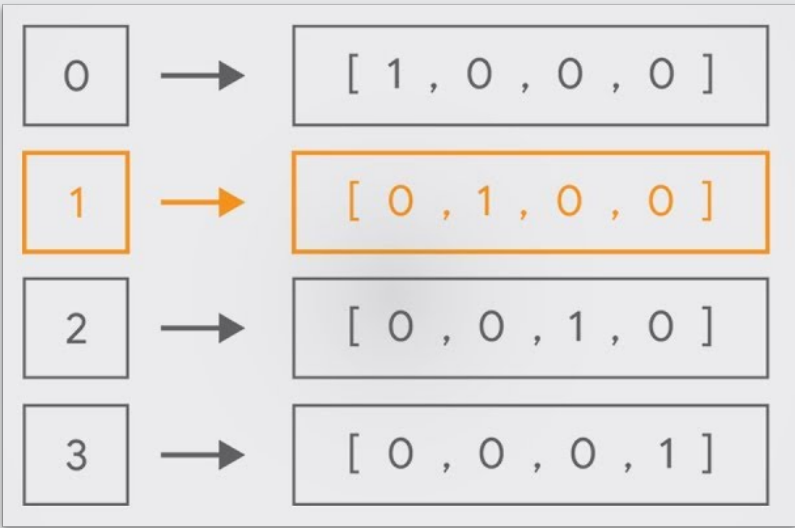 0 [ 1 , 0 , 0 , 0 ]
1 [ 0 , 1 , 0 , 0 ]
2 [ 0 , 0 , 1 , 0 ]
3 [ 0 , 0 , 0 , 1 ]